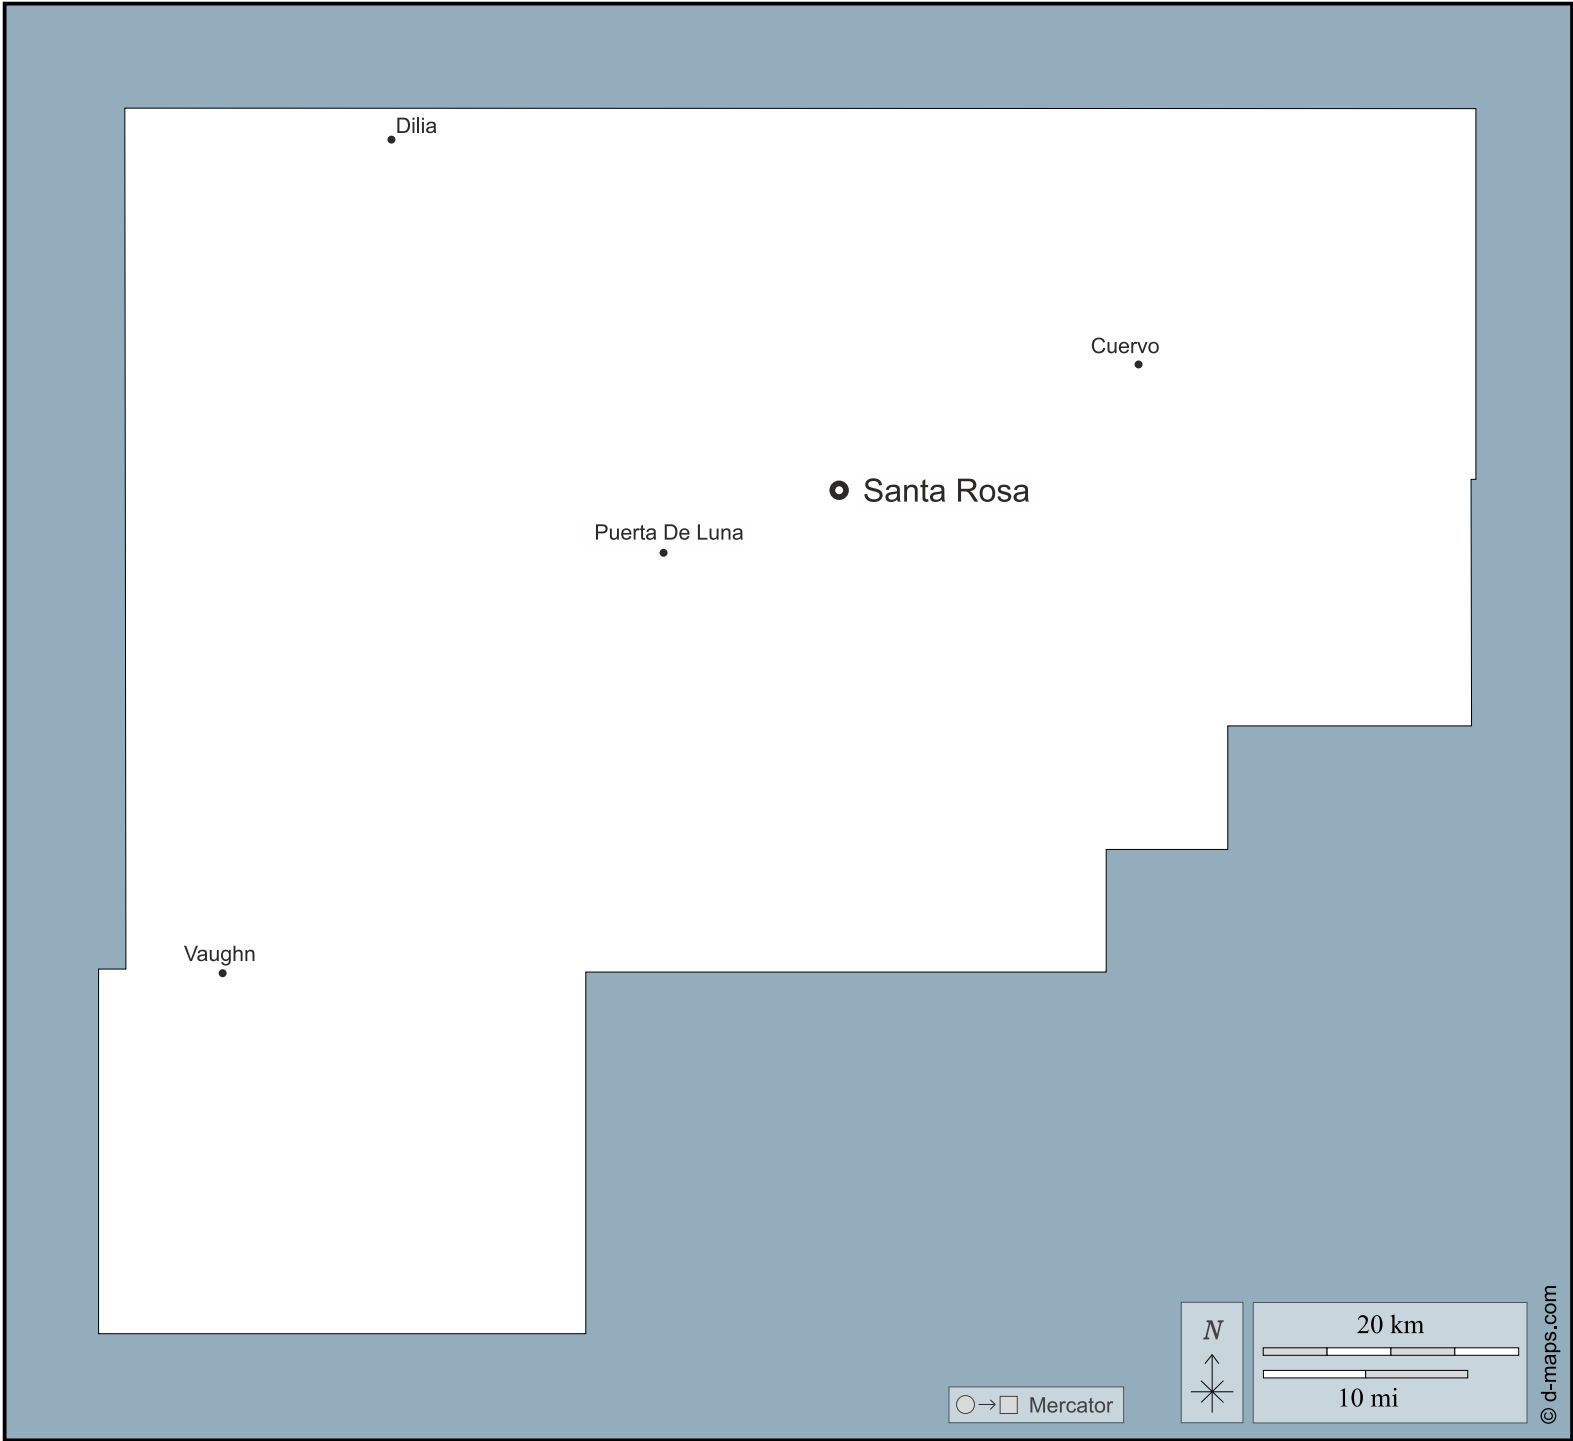 Dilia
Cuervo
Santa Rosa
Puerta De Luna
Vaughn
N
20 km
10 mi
Mercator
© d-maps.com